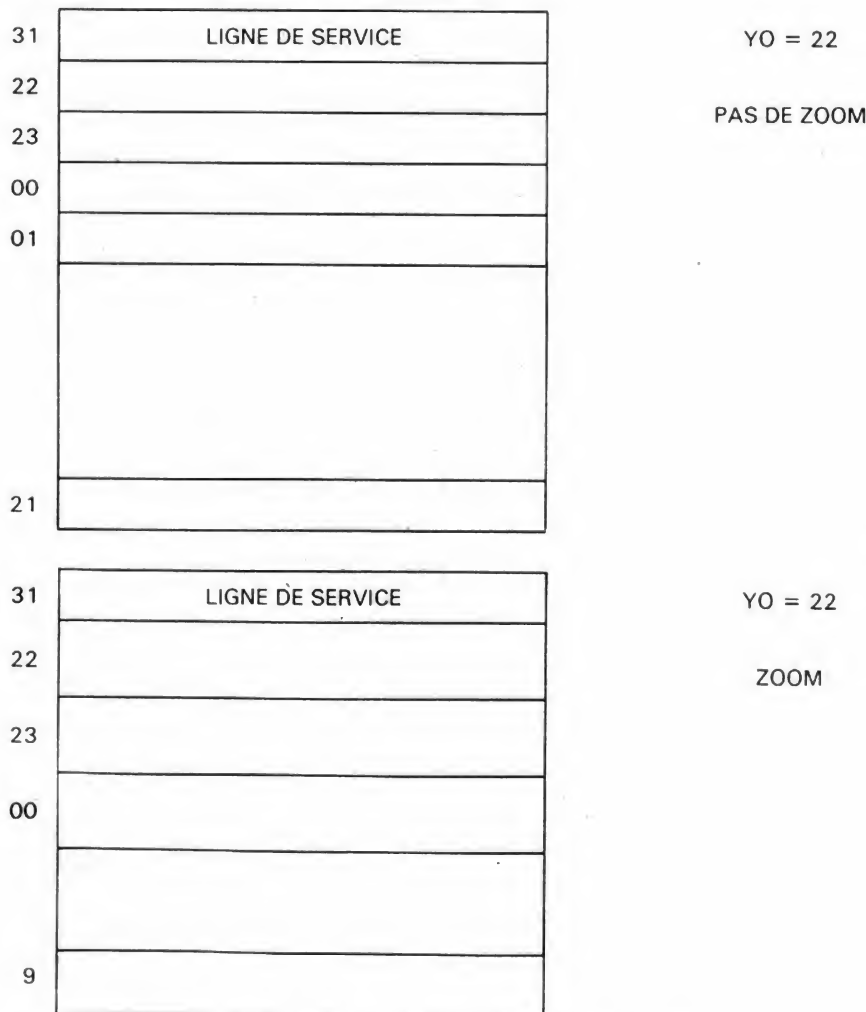 31 LIGNE DE SERVICE YO = 22
22
PAS DE ZOOM
23
00
01
21
31 LIGNE DE SERVICE YO = 22
22
ZOOM
23
00
9